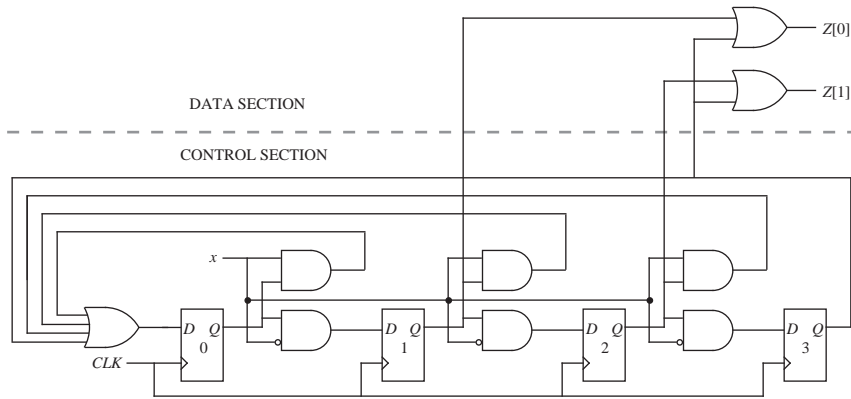 Z[0]
Z[1]
DATA SECTION
CONTROL SECTION
x
D Q
0
D Q
1
D Q
2
D Q
3
CLK